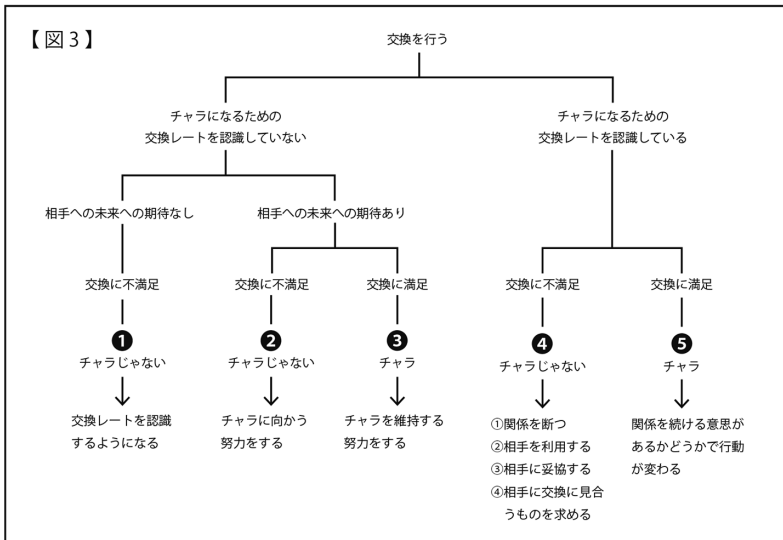 【図3】
交換を行う
チャラになるための
交換レートを認識していない
チャラになるための
交換レートを認識している
相手への未来への期待なし
相手への未来への期待あり
交換に不満足
交換に不満足
交換に満足
交換に不満足
交換に満足
❶
チャラじゃない
❷
チャラじゃない
❸
チャラ
❹
チャラじゃない
❺
チャラ
交換レートを認識
するようになる
チャラに向かう
努力をする
チャラを維持する
努力をする
①関係を断つ
②相手を利用する
③相手に妥協する
④相手に交換に見合
うものを求める
関係を続ける意思が
あるかどうかで行動
が変わる